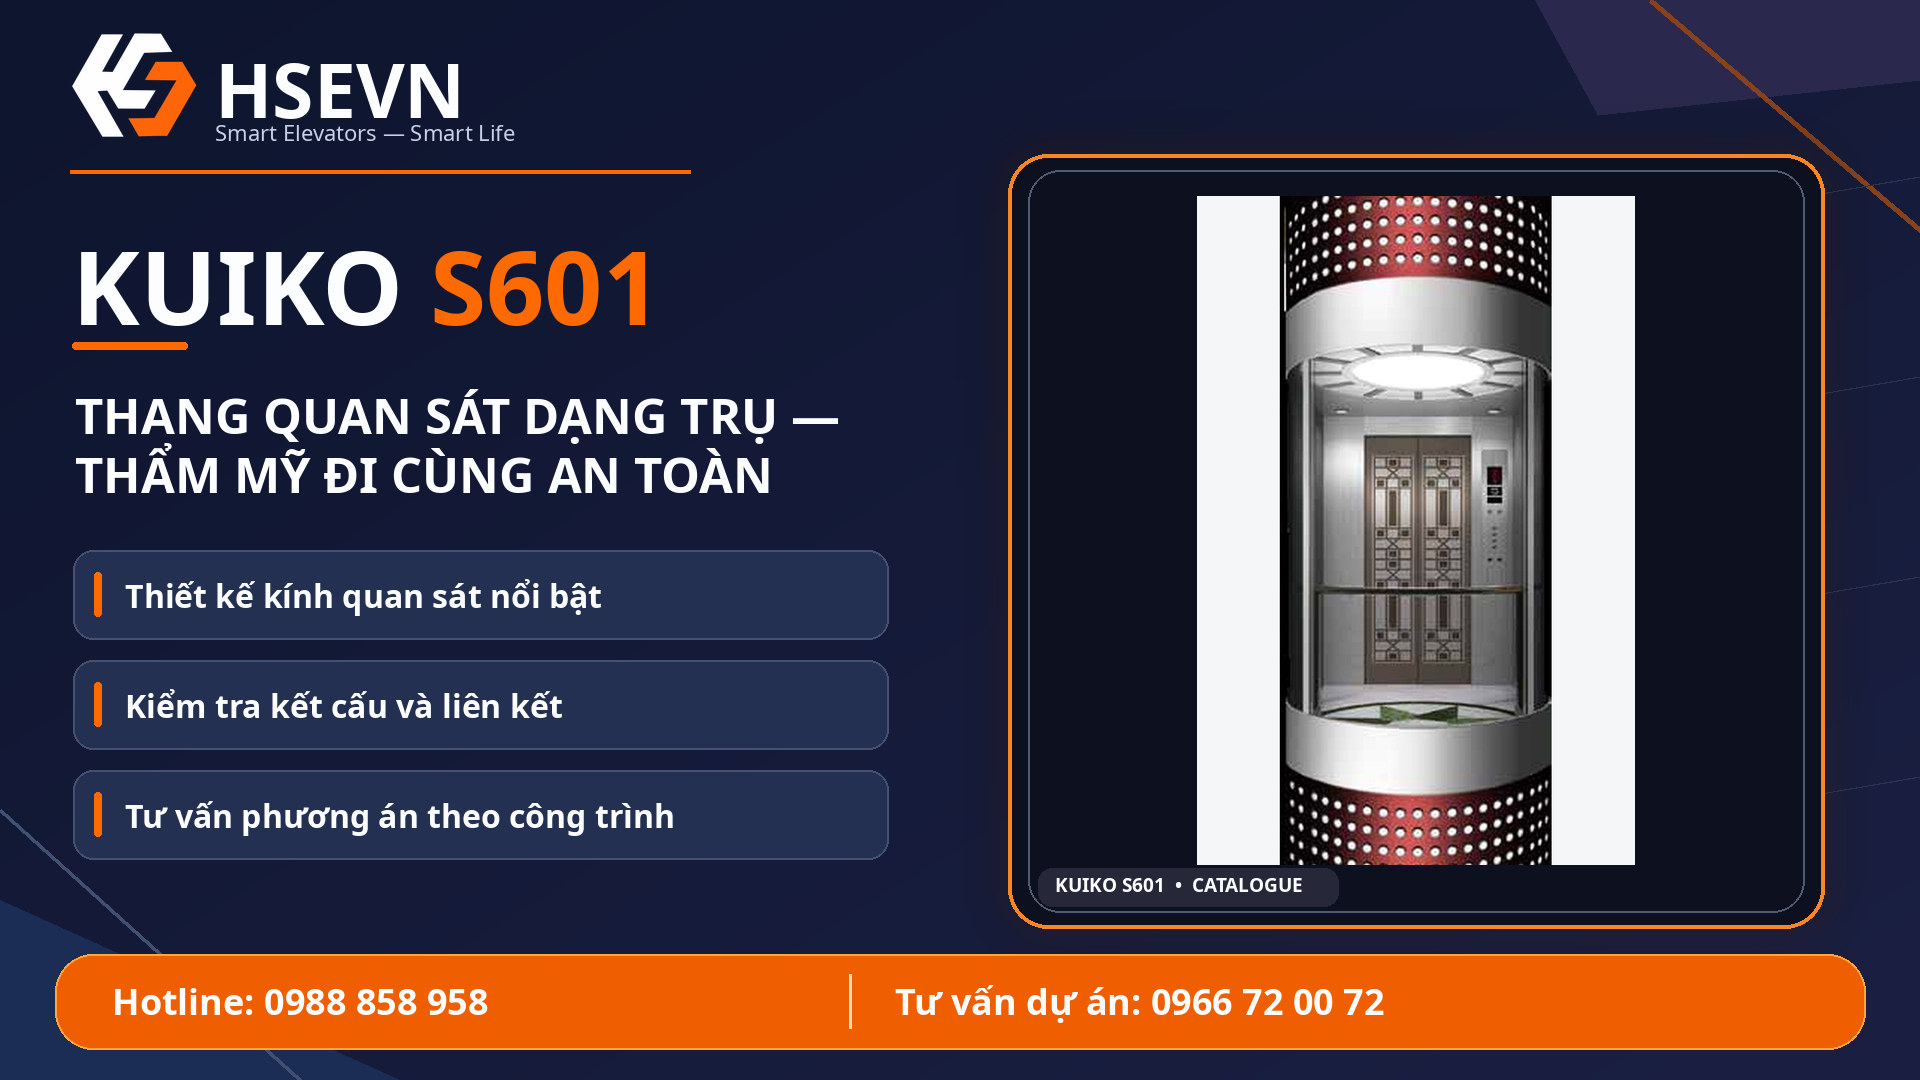 HSEVN
Smart Elevators — Smart Life
KUIKO S601
THANG QUAN SÁT DẠNG TRỤ —
THẨM MỸ ĐI CÙNG AN TOÀN
Thiết kế kính quan sát nổi bật
Kiểm tra kết cấu và liên kết
Tư vấn phương án theo công trình
KUIKO S601 • CATALOGUE
Hotline: 0988 858 958
Tư vấn dự án: 0966 72 00 72